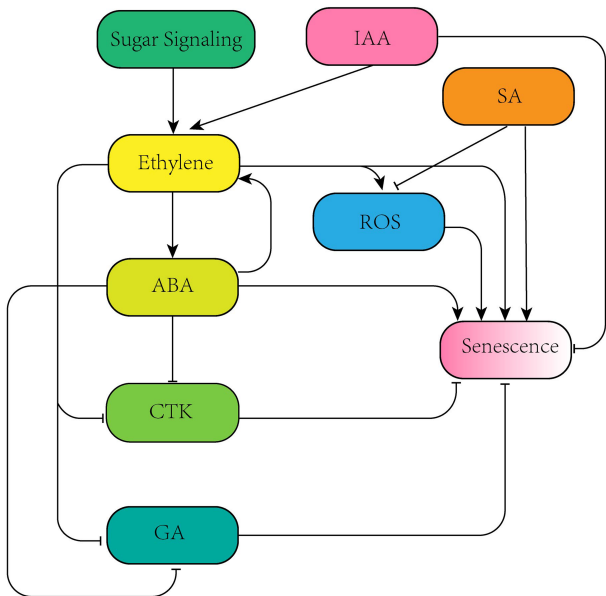 Sugar Signaling
IAA
SA
Ethylene
ROS
ABA
Senescence
CTK
GA